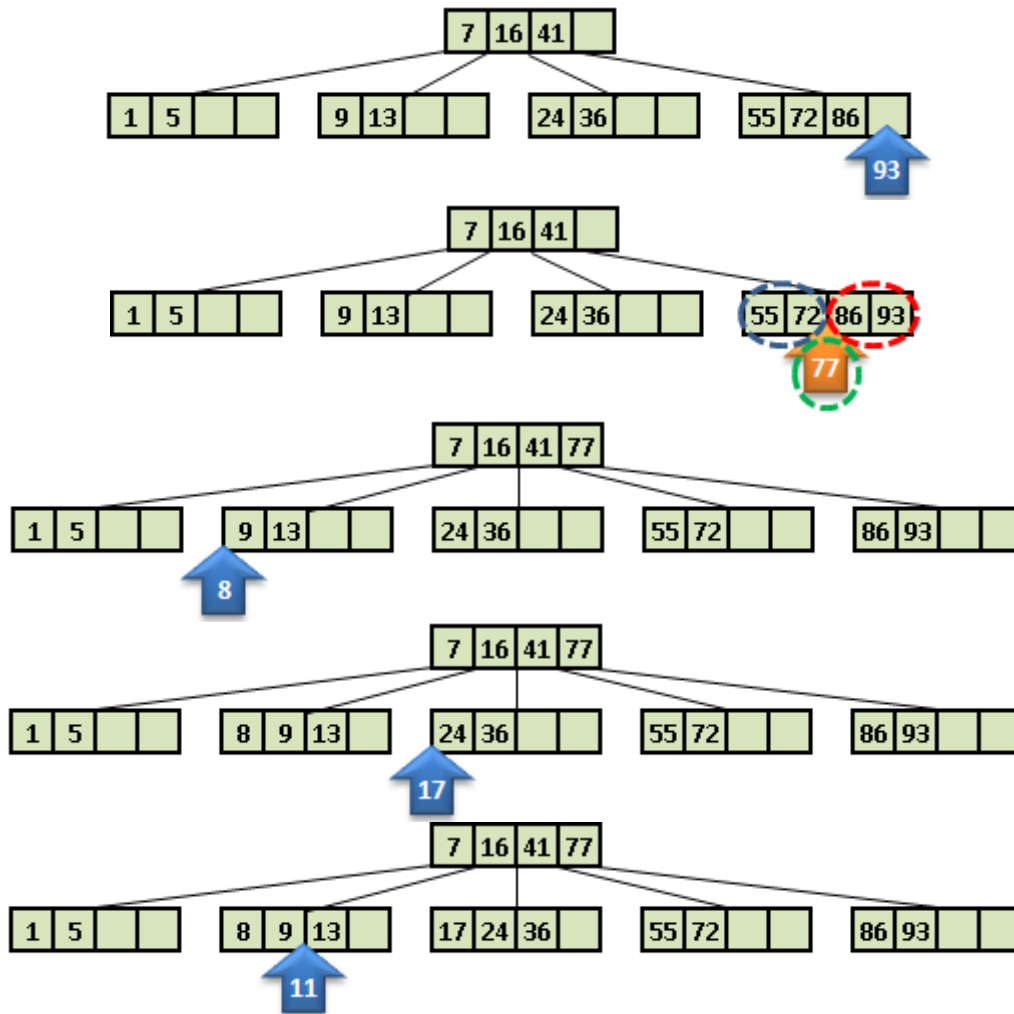 7 16 41
1 5 9 13 24 36 55 72 86
93
7 16 41
1 5 9 13 24 36 55 72 86 93
77
7 16 41 77
1 5 9 13 24 36 55 72 86 93
8
7 16 41 77
1 5 8 9 13 24 36 55 72 86 93
17
7 16 41 77
1 5 8 9 13 17 24 36 55 72 86 93
11